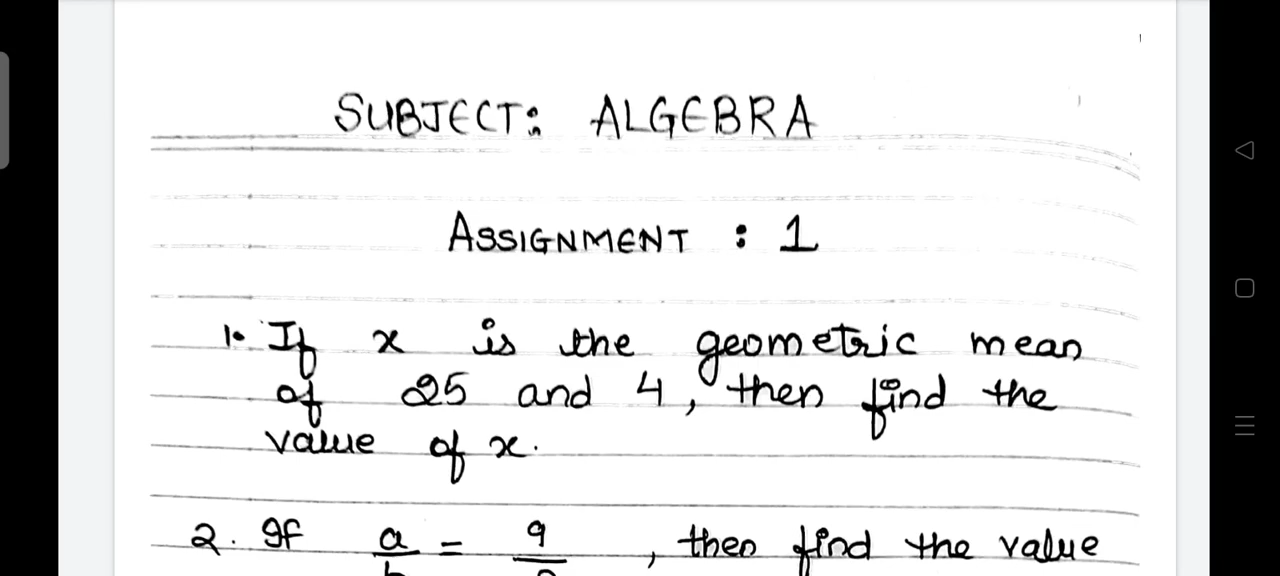 SUBJECT: ALGEBRA
ASSIGNMENT : 1
1. If x is the geometric mean
of 25 and 4, then find the
value of x.
2. If a = 9 , then find the value